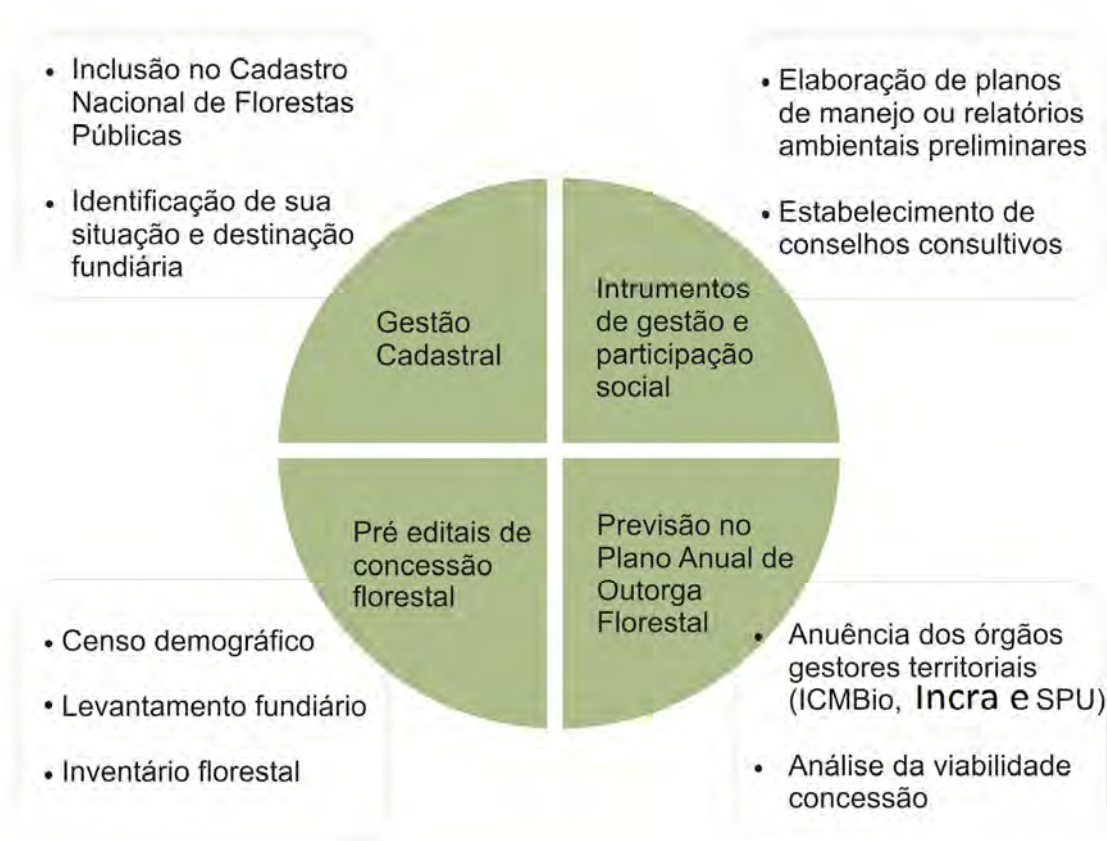 • Inclusão no Cadastro
Nacional de Florestas
Públicas
• Identificação de sua
situação e destinação
fundiária
• Elaboração de planos
de manejo ou relatórios
ambientais preliminares
• Estabelecimento de
conselhos consultivos
Gestão
Cadastral
Intrumentos
de gestão e
participação
social
Pré editais de
concessão
florestal
Previsão no
Plano Anual de
Outorga
Florestal
• Censo demográfico
• Levantamento fundiário
• Inventário florestal
• Anuência dos órgãos
gestores territoriais
(ICMBio, Incra e SPU)
• Análise da viabilidade
concessão